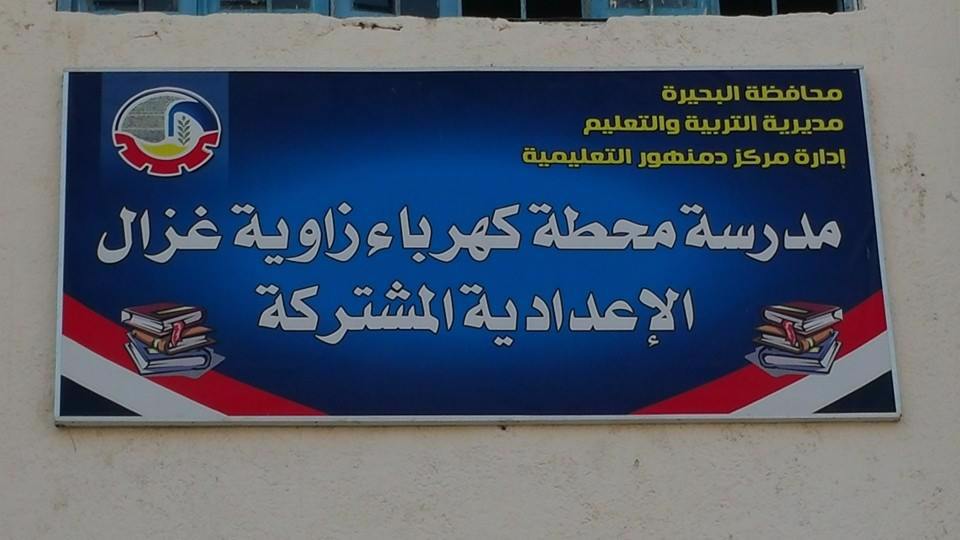 محافظة البحيرة
مديرية التربية والتعليم
إدارة مركز دمنهور التعليمية
مدرسة محطة كهرباء زاوية غزال
الإعدادية المشتركة